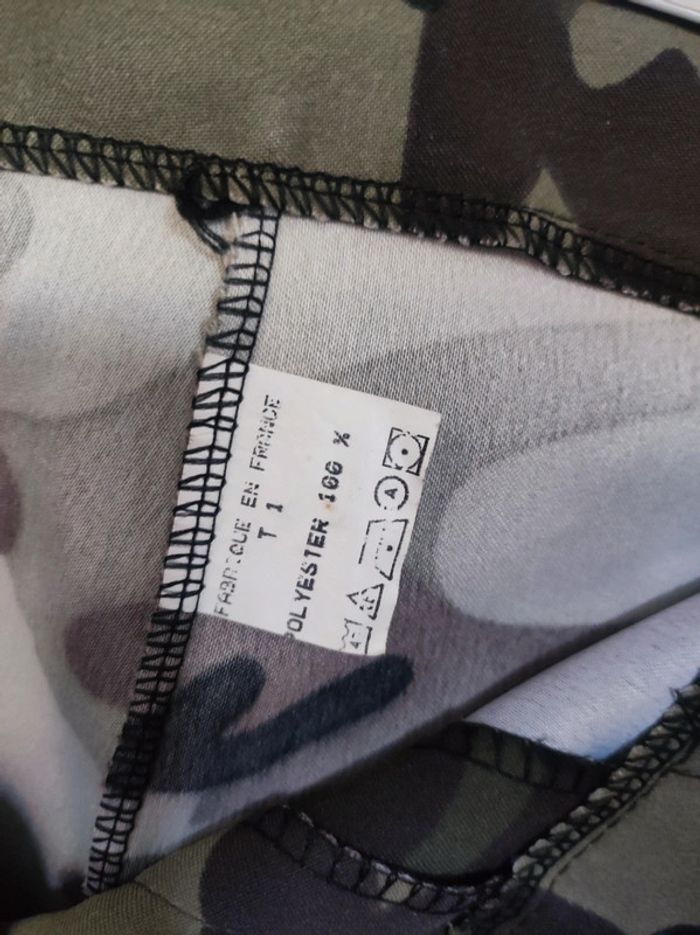 FABRIQUE EN FRANCE
T 1
POLYESTER 100 %
A